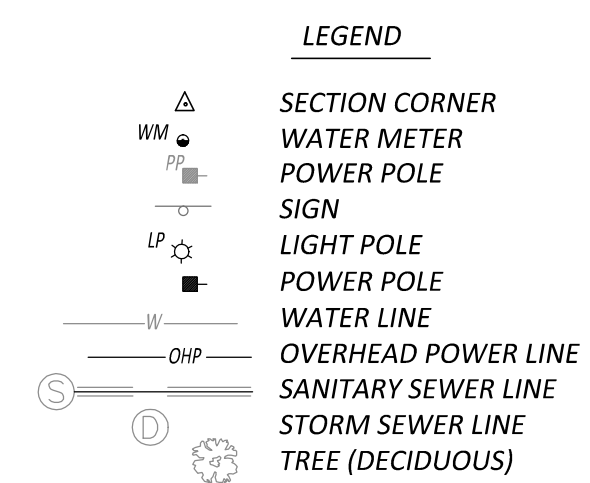 LEGEND
SECTION CORNER
WM WATER METER
PP POWER POLE
SIGN
LP LIGHT POLE
POWER POLE
W WATER LINE
OHP OVERHEAD POWER LINE
S SANITARY SEWER LINE
D STORM SEWER LINE
TREE (DECIDUOUS)